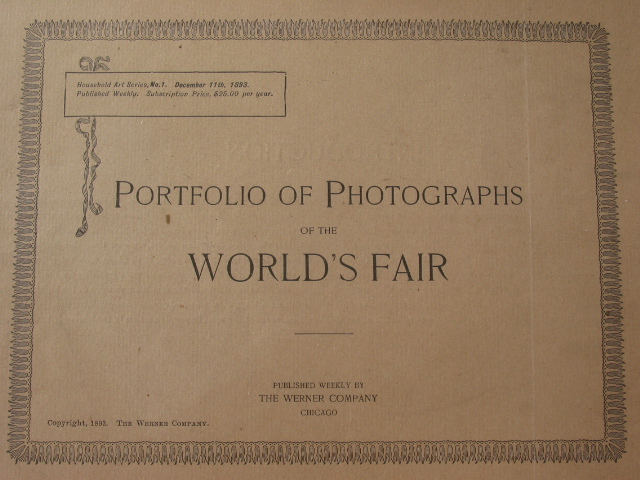 Household Art Series, No. 1. December 11th, 1893.
Published Weekly. Subscription Price, $25.00 per year.
PORTFOLIO OF PHOTOGRAPHS
OF THE
WORLD'S FAIR
PUBLISHED WEEKLY BY
THE WERNER COMPANY
CHICAGO
Copyright, 1893. THE WERNER COMPANY.